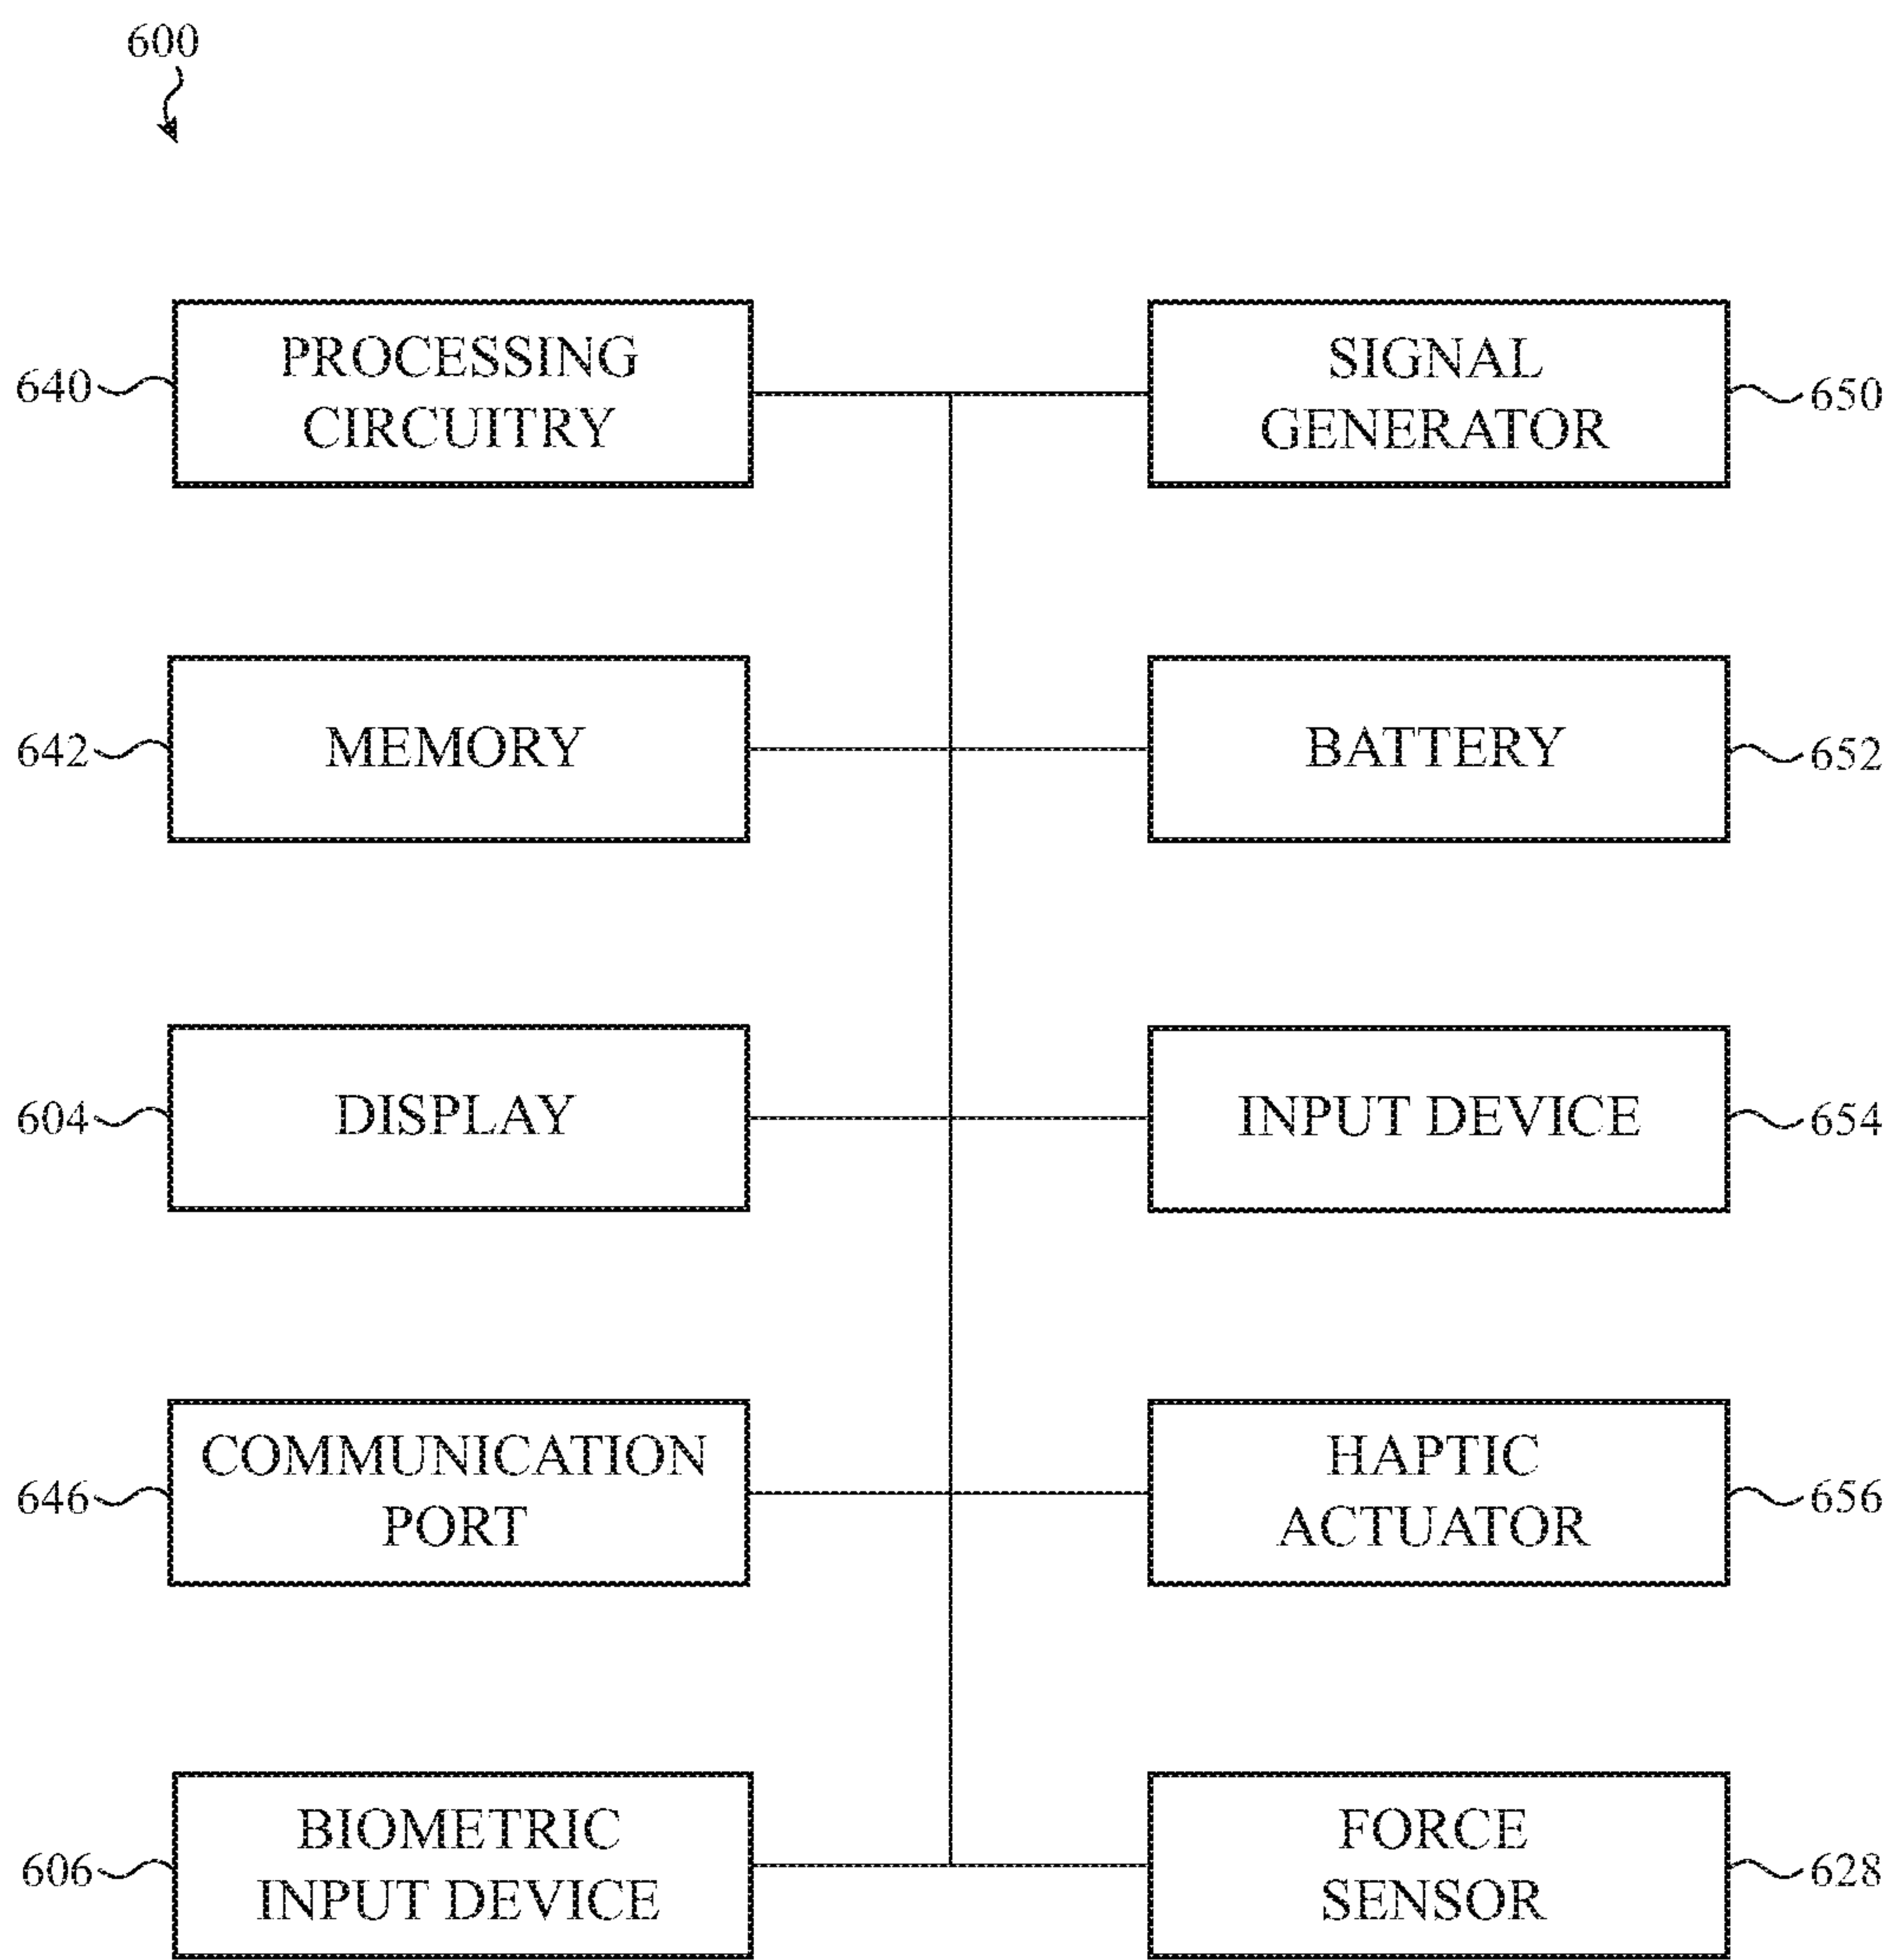 600
640
PROCESSING
CIRCUITRY
SIGNAL
GENERATOR
650
642
MEMORY
BATTERY
652
604
DISPLAY
INPUT DEVICE
654
646
COMMUNICATION
PORT
HAPTIC
ACTUATOR
656
606
BIOMETRIC
INPUT DEVICE
FORCE
SENSOR
628